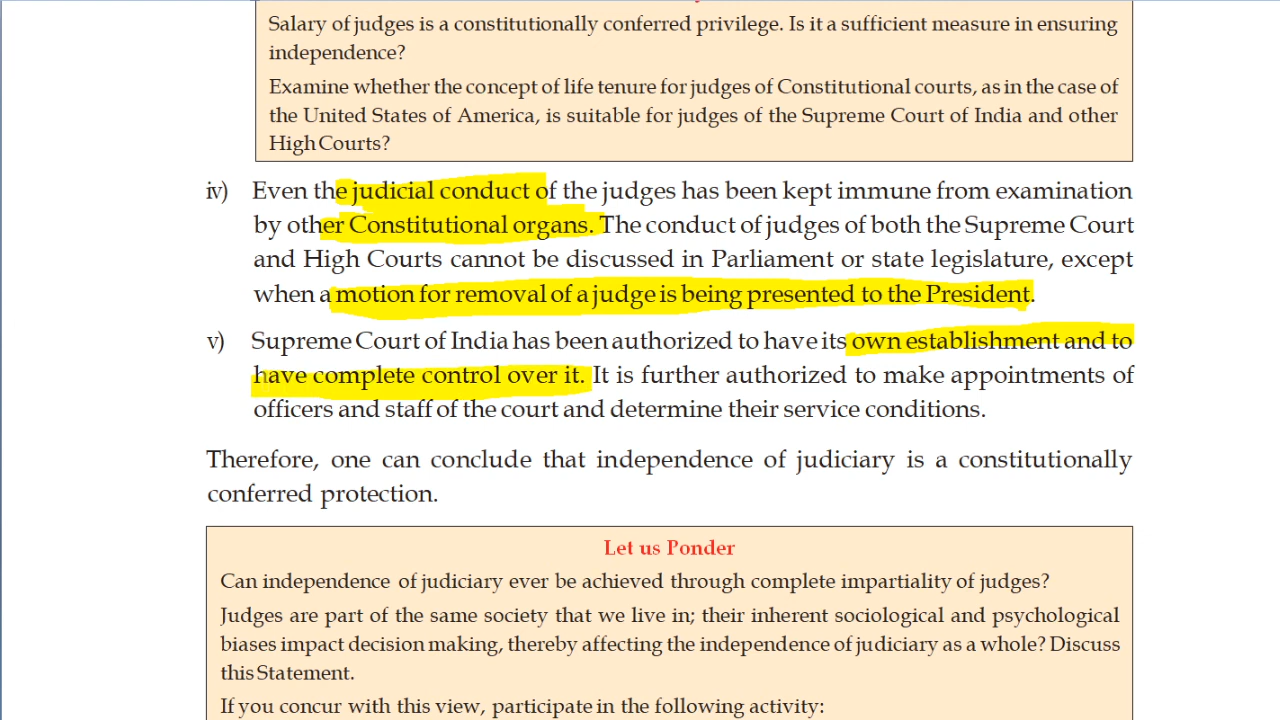 Salary of judges is a constitutionally conferred privilege. Is it a sufficient measure in ensuring
independence?
Examine whether the concept of life tenure for judges of Constitutional courts, as in the case of
the United States of America, is suitable for judges of the Supreme Court of India and other
High Courts?
iv) Even the judicial conduct of the judges has been kept immune from examination
by other Constitutional organs. The conduct of judges of both the Supreme Court
and High Courts cannot be discussed in Parliament or state legislature, except
when a motion for removal of a judge is being presented to the President.
v) Supreme Court of India has been authorized to have its own establishment and to
have complete control over it. It is further authorized to make appointments of
officers and staff of the court and determine their service conditions.
Therefore, one can conclude that independence of judiciary is a constitutionally
conferred protection.
Let us Ponder
Can independence of judiciary ever be achieved through complete impartiality of judges?
Judges are part of the same society that we live in; their inherent sociological and psychological
biases impact decision making, thereby affecting the independence of judiciary as a whole? Discuss
this Statement.
If you concur with this view, participate in the following activity: